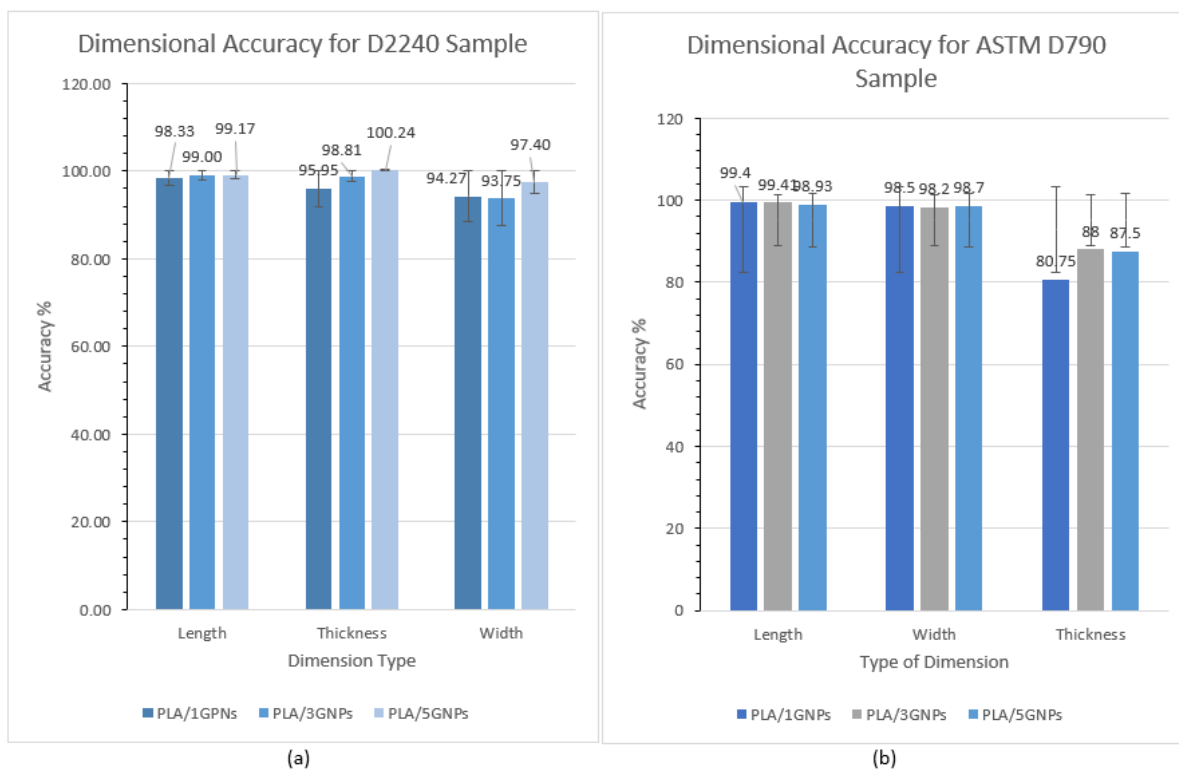 Dimensional Accuracy for D2240 Sample
120.00
100.00
80.00
60.00
40.00
20.00
0.00
Accuracy %
98.33
99.00
99.17
95.95
98.81
100.24
94.27
93.75
97.40
Length Thickness Width
Dimension Type
PLA/1GPNs PLA/3GNPs PLA/5GNPs
(a)
Dimensional Accuracy for ASTM D790
Sample
120
100
80
60
40
20
0
Accuracy %
99.4
99.41
98.93
98.5
98.2
98.7
80.75
88
87.5
Length Width Thickness
Type of Dimension
PLA/1GNPs PLA/3GNPs PLA/5GNPs
(b)